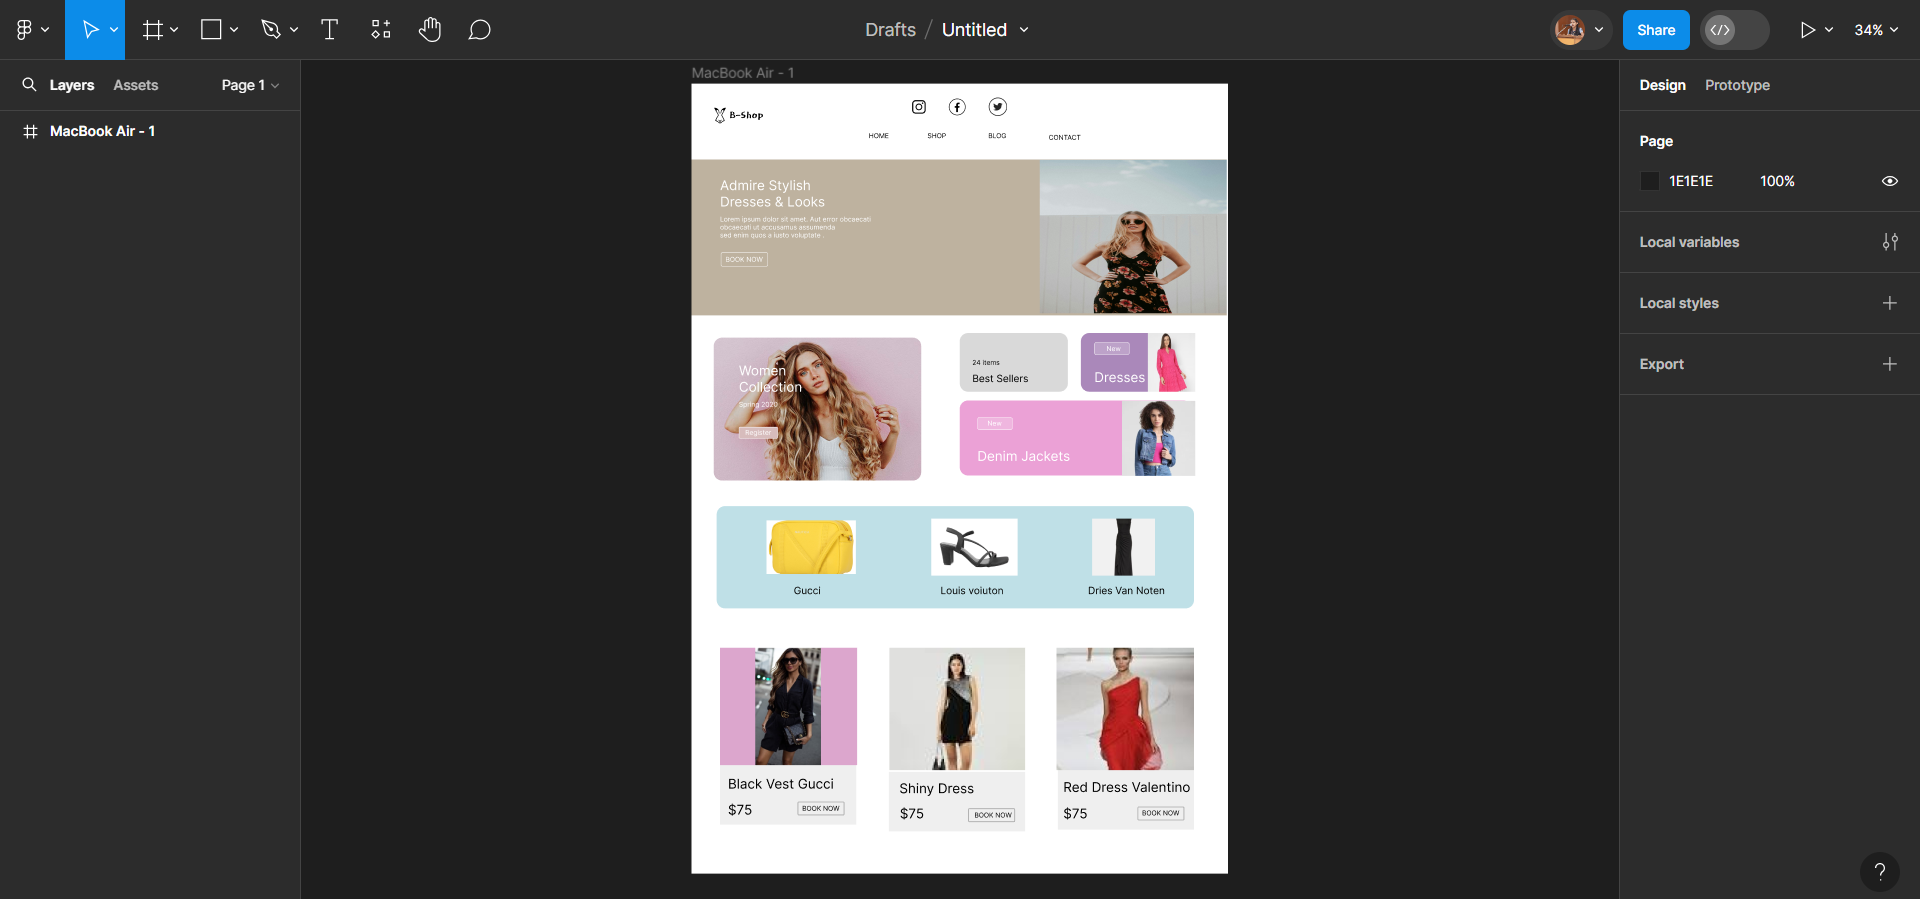 Drafts / Untitled
Share
34%
Layers
Assets
Page 1
MacBook Air - 1
MacBook Air - 1
B-Shop
HOME
SHOP
BLOG
CONTACT
Admire Stylish
Dresses & Looks
Lorem ipsum dolor sit amet. Aut error obcaecati
obcaecati ut accusamus assumenda
sed enim quos a iusto voluptate .
BOOK NOW
Women
Collection
Spring 2020
Register
24 items
Best Sellers
New
Dresses
New
Denim Jackets
Gucci
Louis voiuton
Dries Van Noten
Black Vest Gucci
$75
BOOK NOW
Shiny Dress
$75
BOOK NOW
Red Dress Valentino
$75
BOOK NOW
Design
Prototype
Page
1E1E1E
100%
Local variables
Local styles
Export
?